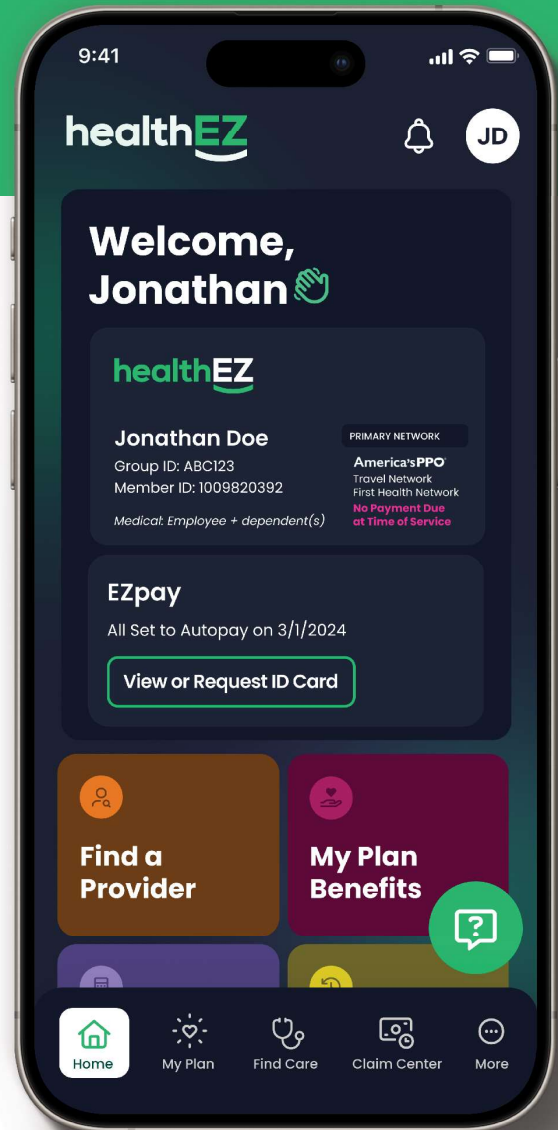 9:41
healthEZ
JD
Welcome,
Jonathan
healthEZ
Jonathan Doe
Group ID: ABC123
Member ID: 1009820392
Medical: Employee + dependent(s)
PRIMARY NETWORK
America'sPPO
Travel Network
First Health Network
No Payment Due
at Time of Service
EZpay
All Set to Autopay on 3/1/2024
View or Request ID Card
Find a
Provider
My Plan
Benefits
?
Home
My Plan
Find Care
Claim Center
More